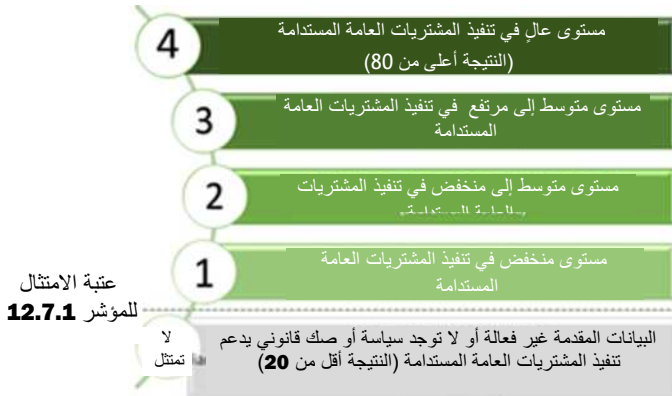 4
مستوى عالٍ في تنفيذ المشتريات العامة المستدامة
(النتيجة أعلى من 80)
3
مستوى متوسط إلى مرتفع في تنفيذ المشتريات العامة
المستدامة
2
مستوى متوسط إلى منخفض في تنفيذ المشتريات
العامة المستدامة
1
مستوى منخفض في تنفيذ المشتريات العامة
المستدامة
عتبة الامتثال
للمؤشر 12.7.1
لا
تمتثل
البيانات المقدمة غير فعالة أو لا توجد سياسة أو صك قانوني يدعم
تنفيذ المشتريات العامة المستدامة (النتيجة أقل من 20)